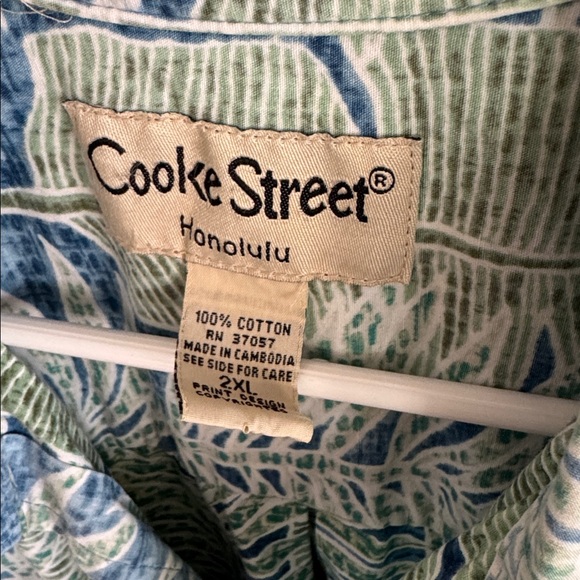 Cooke Street®
Honolulu
100% COTTON
RN 37057
MADE IN CAMBODIA
SEE SIDE FOR CARE
2XL
PRINT DESIGN
COPYRIGHTED